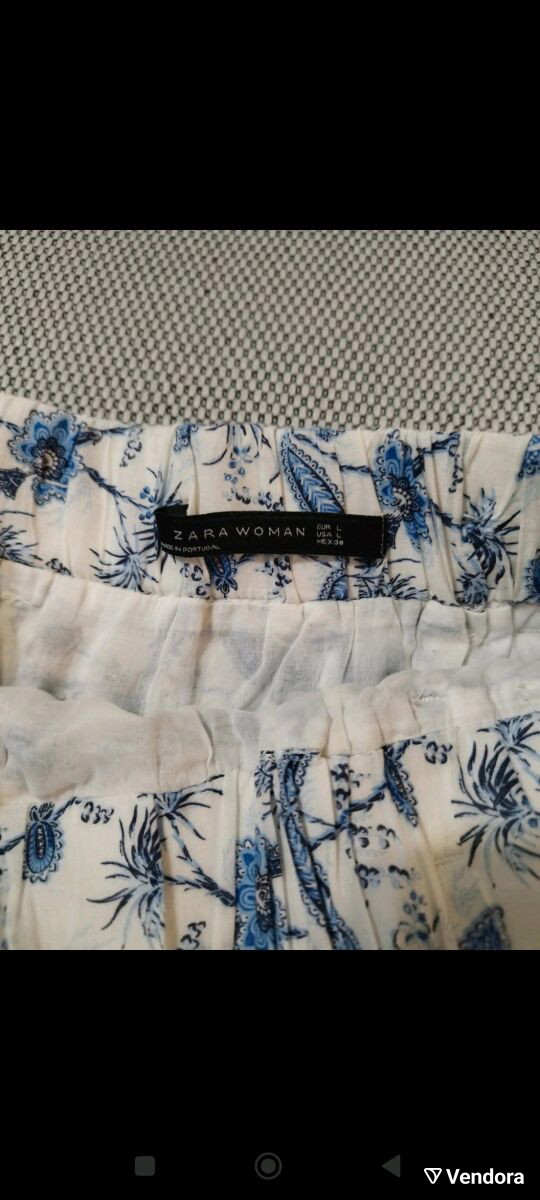 ZARA WOMAN
MADE IN PORTUGAL
EUR L
USA L
MEX 30
Vendora